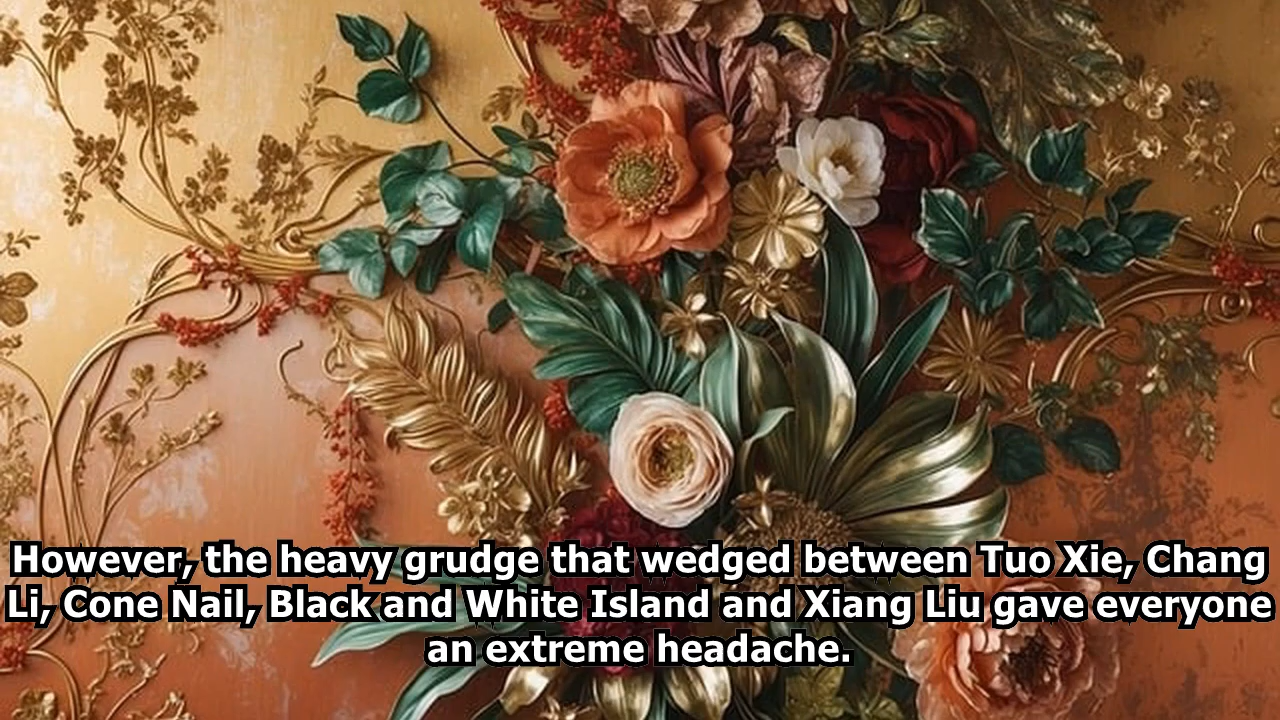 However, the heavy grudge that wedged between Tuo Xie, Chang
Li, Cone Nail, Black and White Island and Xiang Liu gave everyone
an extreme headache.